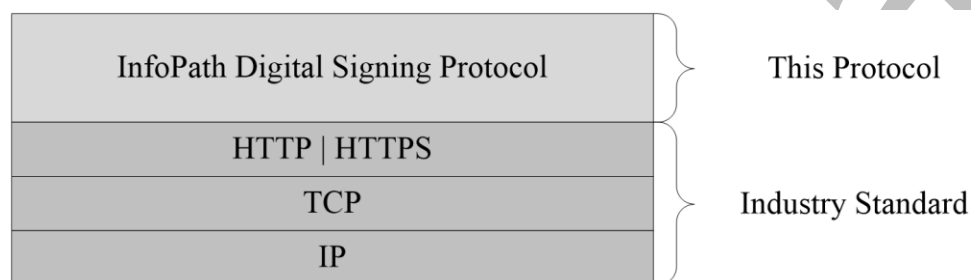 InfoPath Digital Signing Protocol
This Protocol
HTTP | HTTPS
TCP
Industry Standard
IP